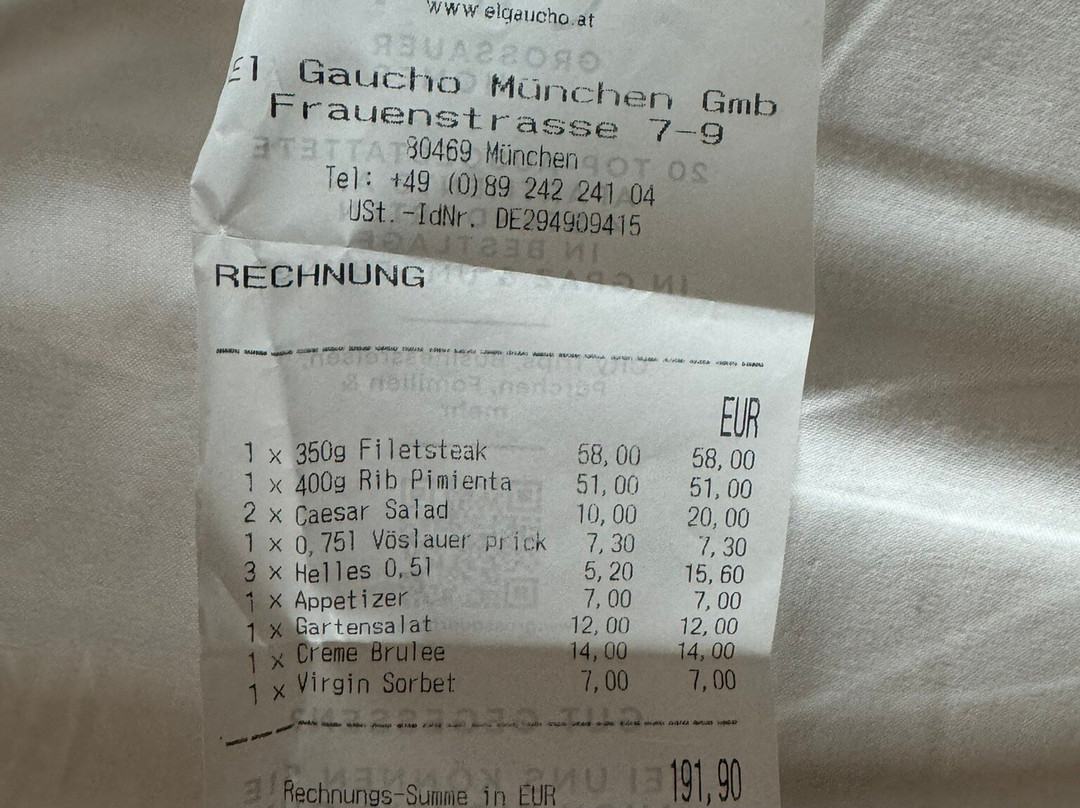 www elgaucho.at
El Gaucho München Gmb
Frauenstrasse 7-9
80469 München
Tel: +49 (0)89 242 241 04
USt.-IdNr. DE294909415
RECHNUNG
EUR
1 x 350g Filetsteak 58,00 58,00
1 x 400g Rib Pimienta 51,00 51,00
2 x Caesar Salad 10,00 20,00
1 x 0,75l Vöslauer prick 7,30 7,30
3 x Helles 0,5l 5,20 15,60
1 x Appetizer 7,00 7,00
1 x Gartensalat 12,00 12,00
1 x Creme Brulee 14,00 14,00
1 x Virgin Sorbet 7,00 7,00
Rechnungs-Summe in EUR 191,90